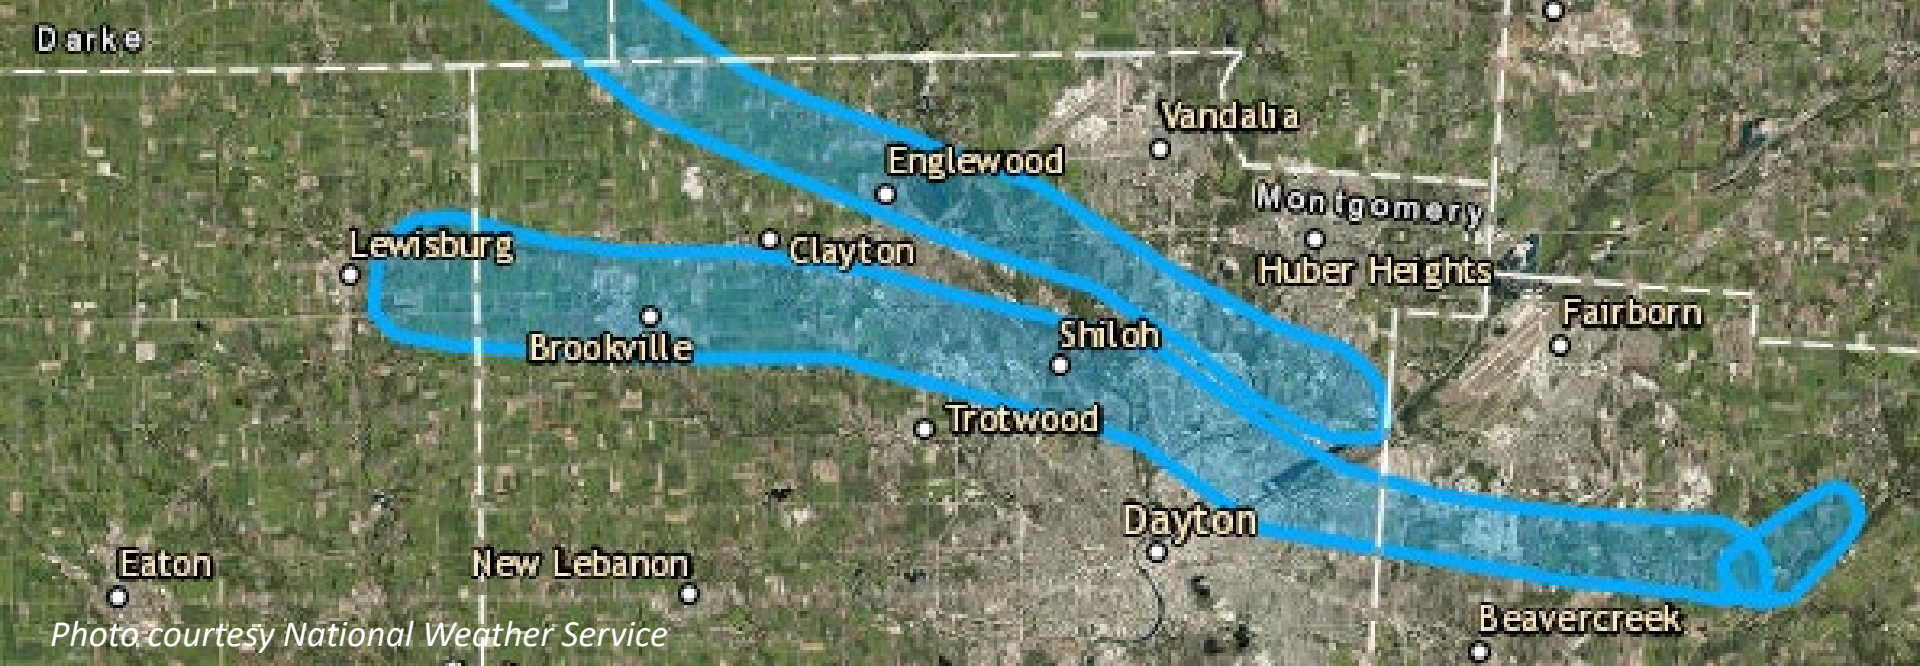 Darke
Vandalia
Englewood
Montgomery
Lewisburg
Clayton
Huber Heights
Fairborn
Shiloh
Brookville
Trotwood
Dayton
Eaton
New Lebanon
Beavercreek
Photo courtesy National Weather Service